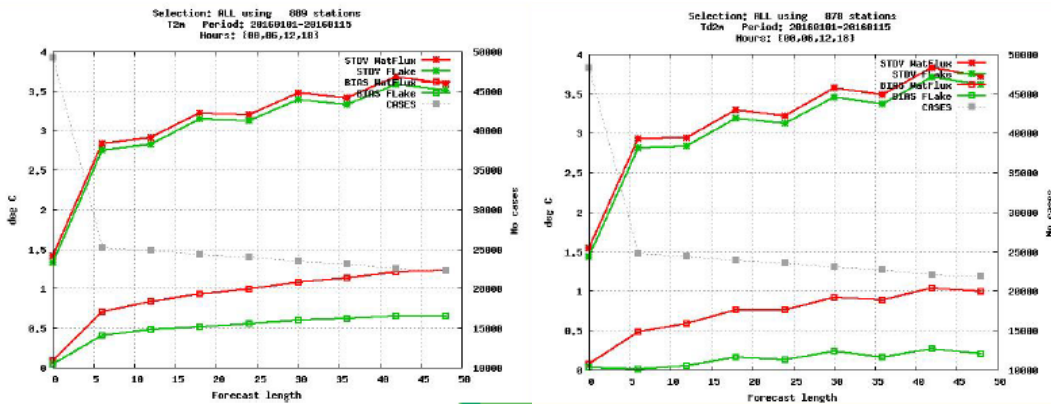 Selection: ALL using 889 stations
T2m Period: 20160101-20160115
Hours: {00,06,12,18}
STDV MatFlux
STDV FLake
BIAS MatFlux
BIAS FLake
CASES
deg C
No cases
4
3,5
3
2,5
2
1,5
1
0,5
0
50000
45000
40000
35000
30000
25000
20000
15000
10000
0 5 10 15 20 25 30 35 40 45 50
Forecast length
Selection: ALL using 878 stations
Td2m Period: 20160101-20160115
Hours: {00,06,12,18}
STDV MatFlux
STDV FLake
BIAS MatFlux
BIAS FLake
CASES
deg C
No cases
4
3,5
3
2,5
2
1,5
1
0,5
0
50000
45000
40000
35000
30000
25000
20000
15000
10000
0 5 10 15 20 25 30 35 40 45 50
Forecast length